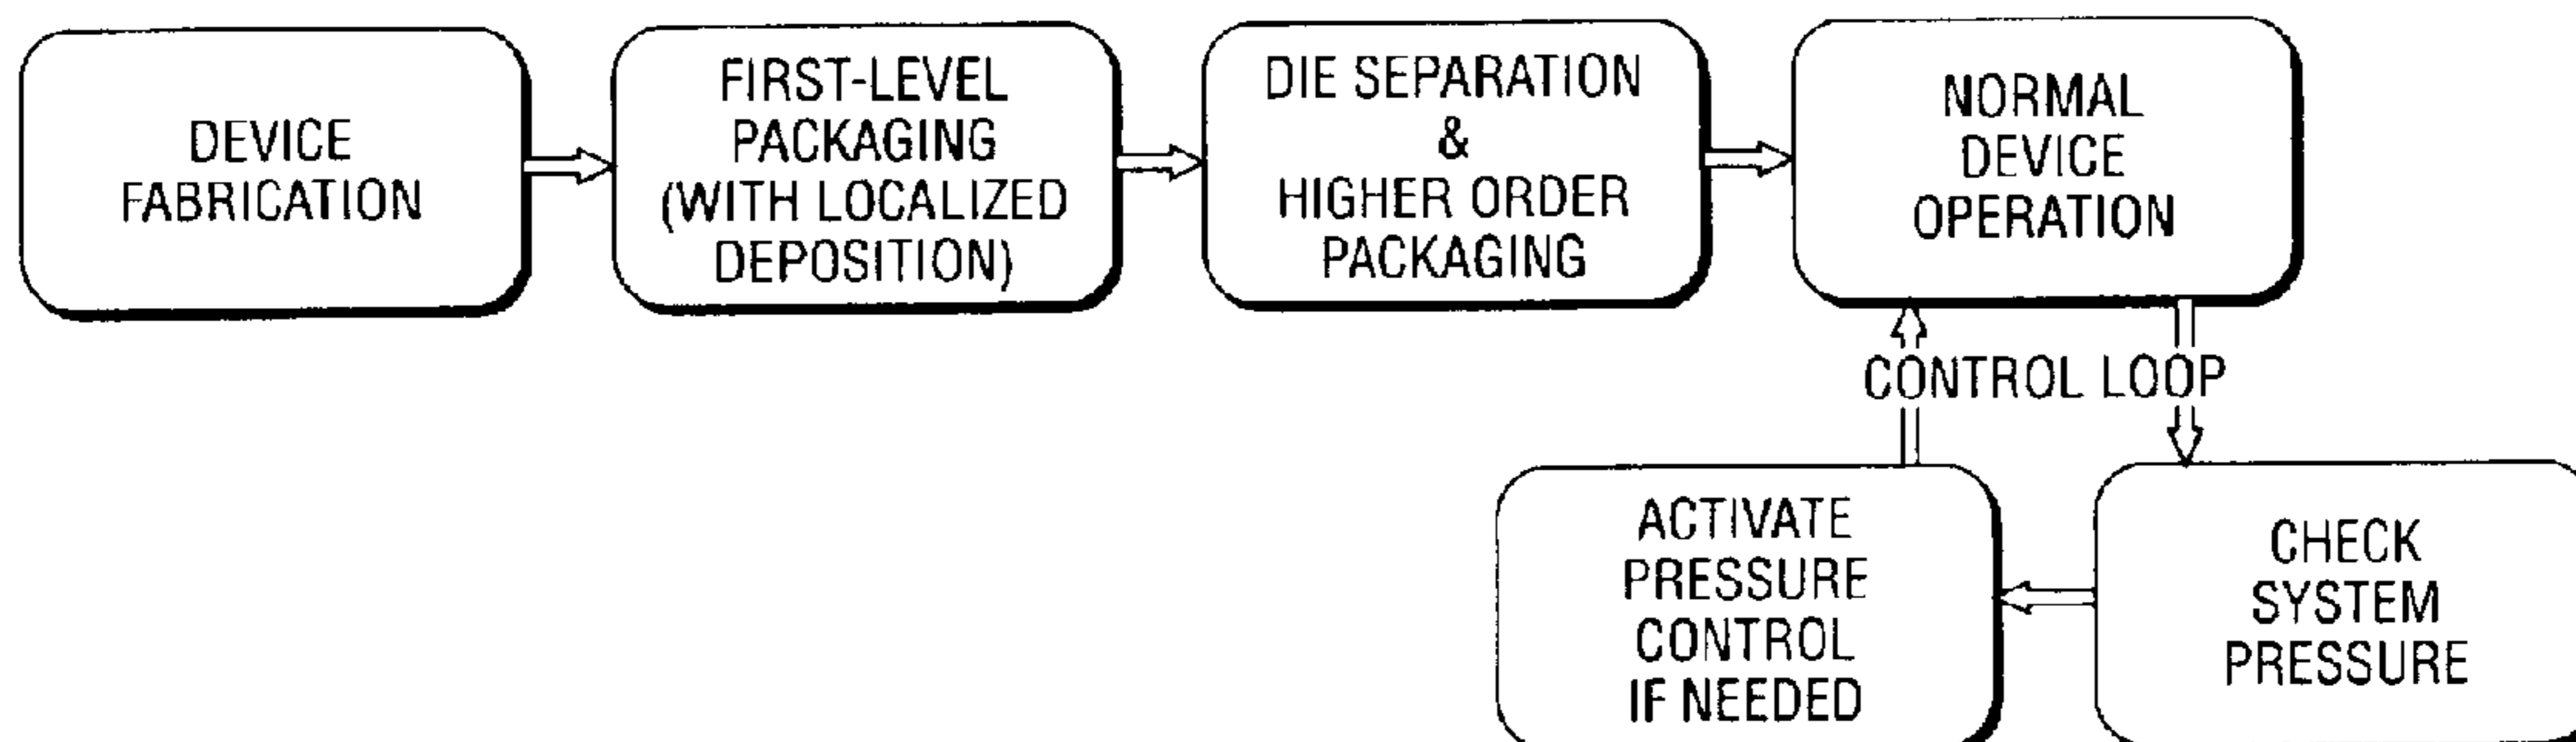 DEVICE
FABRICATION
FIRST-LEVEL
PACKAGING
(WITH LOCALIZED
DEPOSITION)
DIE SEPARATION
&
HIGHER ORDER
PACKAGING
NORMAL
DEVICE
OPERATION
CONTROL LOOP
ACTIVATE
PRESSURE
CONTROL
IF NEEDED
CHECK
SYSTEM
PRESSURE